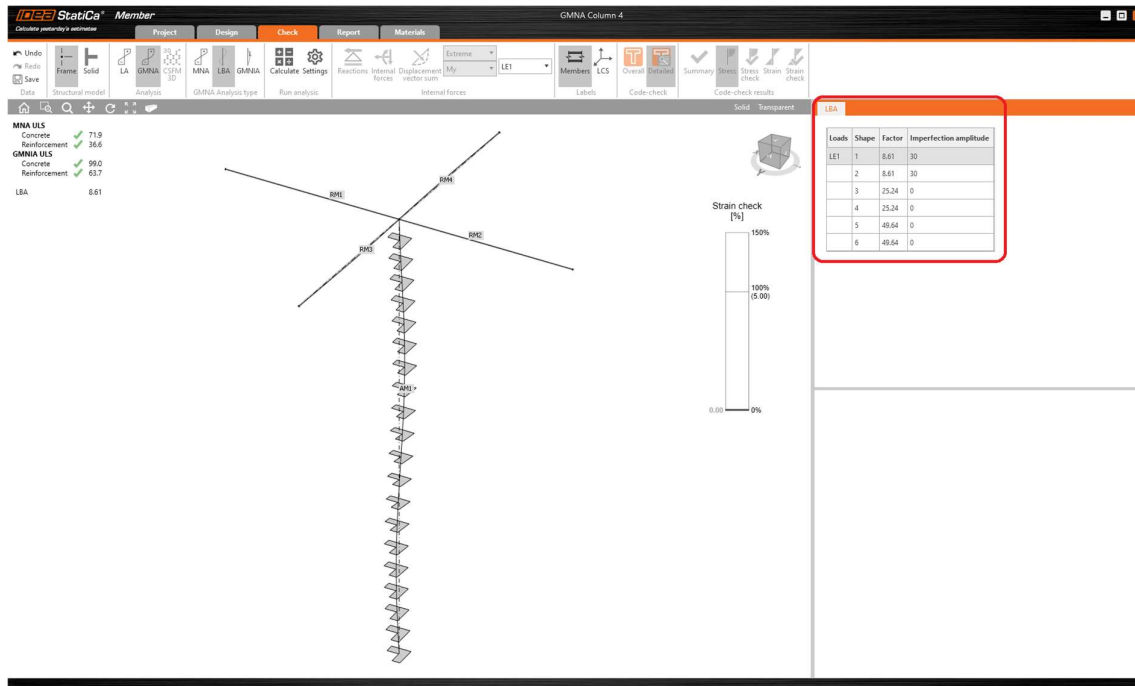 IDEA StatiCa® Member
Calculate yesterday's estimates
GMNA Column 4
Project Design Check Report Materials
Undo
Redo
Save
Data
Frame Solid
Structural model
LA GMNA CSFM 3D
Analysis
MNA LBA GMNIA
GMNA Analysis type
Calculate Settings
Run analysis
Reactions Internal forces Displacement vector sum
Extreme
My
LE1
Internal forces
Members LCS
Labels
Overall Detailed
Code-check
Summary Stress Stress check Strain Strain check
Code-check results
Solid Transparent
MNA ULS
Concrete 71.9
Reinforcement 36.6
GMNIA ULS
Concrete 99.0
Reinforcement 63.7
LBA 8.61
RM4
RM1
RM2
RM3
AM1
Strain check
[%]
150%
100%
(5.00)
0.00 0%
LBA
Loads Shape Factor Imperfection amplitude
LE1 1 8.61 30
2 8.61 30
3 25.24 0
4 25.24 0
5 49.64 0
6 49.64 0